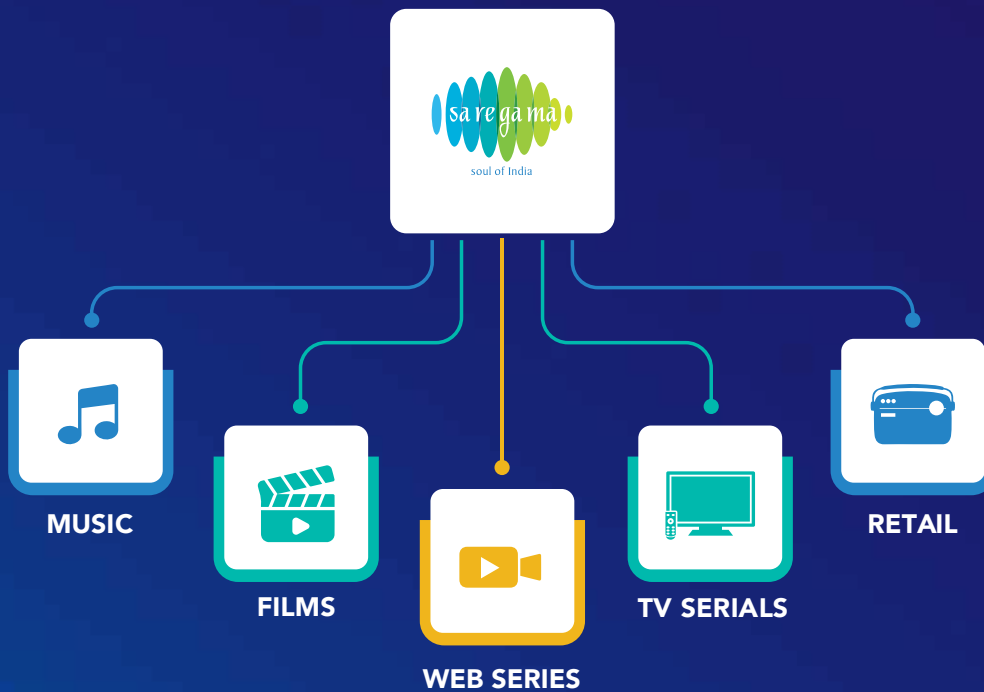 sa re ga ma
soul of India
MUSIC
RETAIL
FILMS
TV SERIALS
WEB SERIES